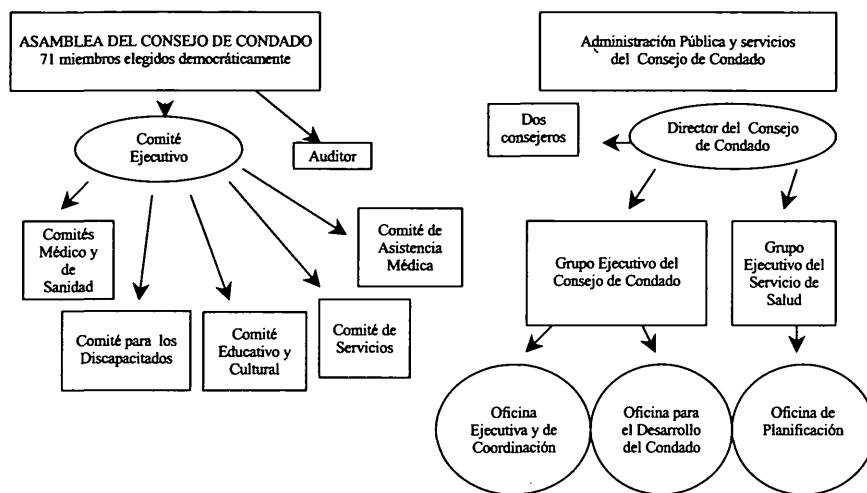 ASAMBLEA DEL CONSEJO DE CONDADO
71 miembros elegidos democráticamente
Comité
Ejecutivo
Auditor
Comités
Médico y
de
Sanidad
Comité para los
Discapacitados
Comité
Educativo y
Cultural
Comité de
Servicios
Comité de
Asistencia
Médica
Administración Pública y servicios
del Consejo de Condado
Dos
consejeros
Director del Consejo
de Condado
Grupo Ejecutivo del
Consejo de Condado
Grupo
Ejecutivo del
Servicio de
Salud
Oficina
Ejecutiva y de
Coordinación
Oficina para
el Desarrollo
del Condado
Oficina de
Planificación